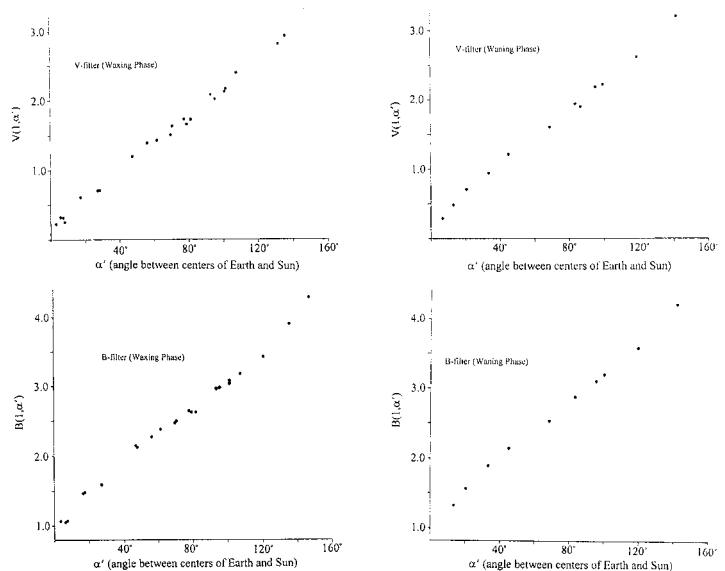 V-filter (Waxing Phase)
V(1,α')
3.0
2.0
1.0
40° 80° 120° 160°
α' (angle between centers of Earth and Sun)
V-filter (Waning Phase)
V(1,α')
3.0
2.0
1.0
40° 80° 120° 160°
α' (angle between centers of Earth and Sun)
B-filter (Waxing Phase)
B(1,α')
4.0
3.0
2.0
1.0
40° 80° 120° 160°
α' (angle between centers of Earth and Sun)
B-filter (Waning Phase)
B(1,α')
4.0
3.0
2.0
1.0
40° 80° 120° 160°
α' (angle between centers of Earth and Sun)